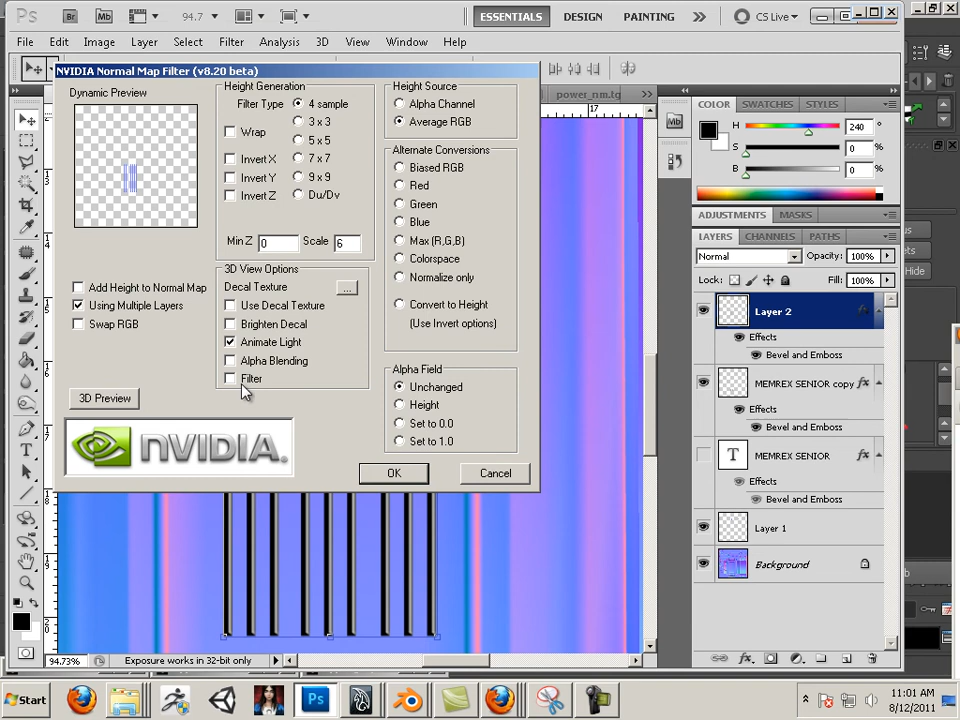 Br
Mb
94.7
ESSENTIALS
DESIGN
PAINTING
CS Live
File Edit Image Layer Select Filter Analysis 3D View Window Help
NVIDIA Normal Map Filter (v8.20 beta)
Dynamic Preview
Height Generation
Filter Type
4 sample
3 x 3
Wrap
5 x 5
Invert X
7 x 7
Invert Y
9 x 9
Invert Z
Du/Dv
Min Z
0
Scale
6
3D View Options
Decal Texture
...
Use Decal Texture
Brighten Decal
Animate Light
Alpha Blending
Filter
Add Height to Normal Map
Using Multiple Layers
Swap RGB
3D Preview
NVIDIA.
Height Source
Alpha Channel
Average RGB
Alternate Conversions
Biased RGB
Red
Green
Blue
Max (R,G,B)
Colorspace
Normalize only
Convert to Height
(Use Invert options)
Alpha Field
Unchanged
Height
Set to 0.0
Set to 1.0
OK
Cancel
power_nm.tg
17
COLOR
SWATCHES
STYLES
H
240
°
S
0
%
B
0
%
ADJUSTMENTS
MASKS
LAYERS
CHANNELS
PATHS
Normal
Opacity:
100%
Lock:
Fill:
100%
Layer 2
Effects
Bevel and Emboss
MEMREX SENIOR copy
Effects
Bevel and Emboss
T
MEMREX SENIOR
Effects
Bevel and Emboss
Layer 1
Background
Hide
94.73%
Exposure works in 32-bit only
Start
Ps
11:01 AM
8/12/2011